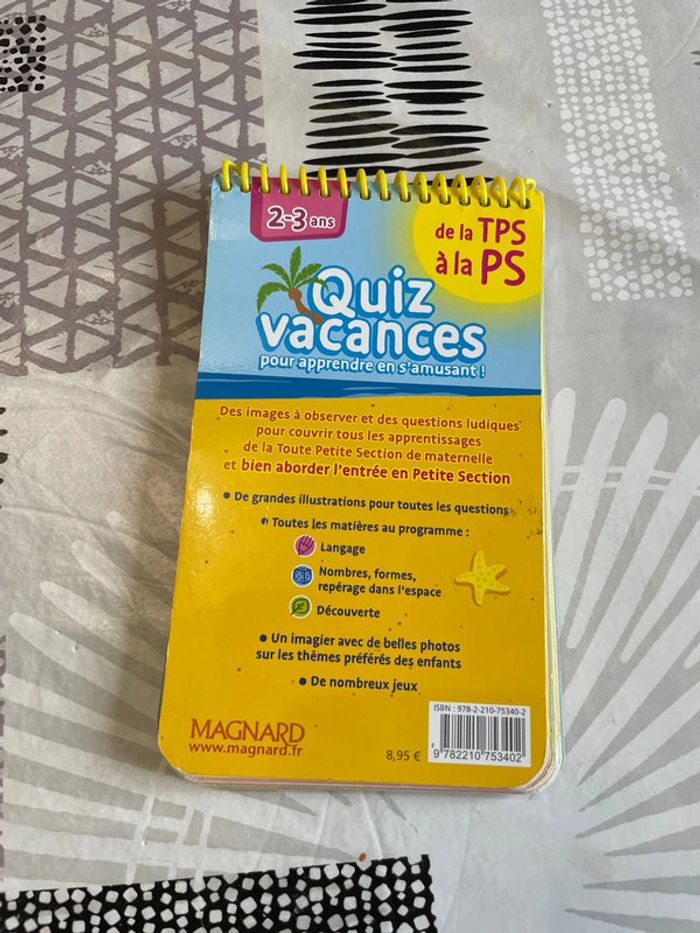 2-3 ans
de la TPS
à la PS
Quiz
vacances
pour apprendre en s'amusant !
Des images à observer et des questions ludiques
pour couvrir tous les apprentissages
de la Toute Petite Section de maternelle
et bien aborder l'entrée en Petite Section
• De grandes illustrations pour toutes les questions
• Toutes les matières au programme :
Langage
Nombres, formes,
repérage dans l'espace
Découverte
• Un imagier avec de belles photos
sur les thèmes préférés des enfants
• De nombreux jeux
ISBN : 978-2-210-75340-2
MAGNARD
www.magnard.fr
8,95 €
9 782210 753402